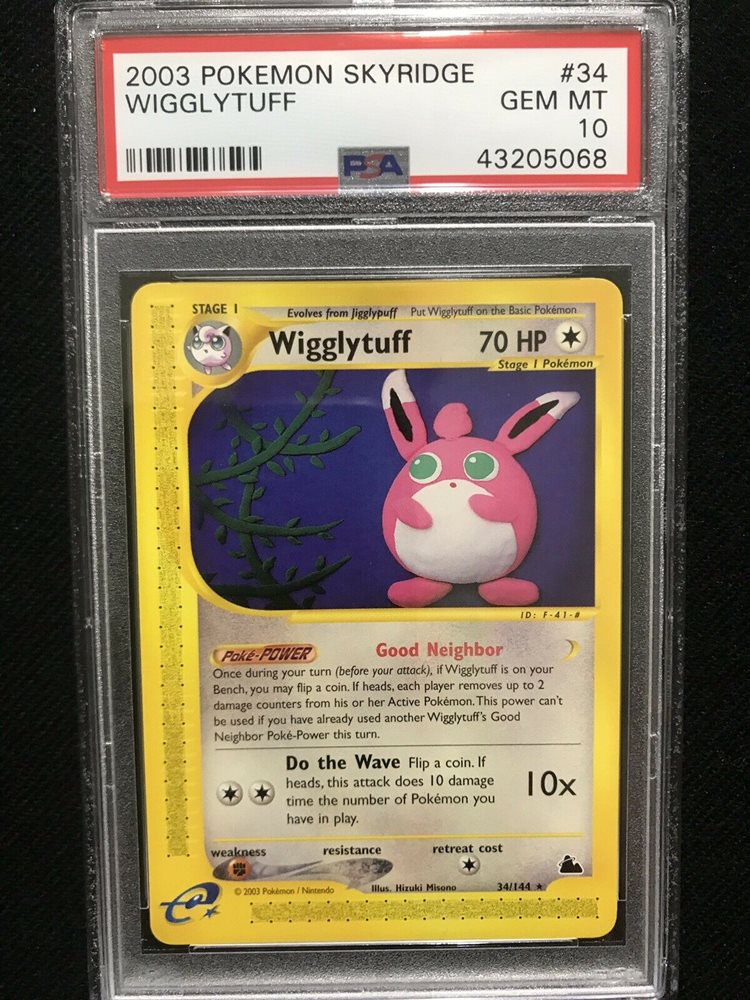 2003 POKEMON SKYRIDGE #34
WIGGLYTUFF GEM MT
10
PSA 43205068
STAGE 1 Evolves from Jigglypuff Put Wigglytuff on the Basic Pokémon
Wigglytuff 70 HP
Stage 1 Pokémon
ID: F-41-#
Poké-POWER Good Neighbor
Once during your turn (before your attack), if Wigglytuff is on your
Bench, you may flip a coin. If heads, each player removes up to 2
damage counters from his or her Active Pokémon. This power can't
be used if you have already used another Wigglytuff's Good
Neighbor Poké-Power this turn.
Do the Wave Flip a coin. If
heads, this attack does 10 damage
time the number of Pokémon you
have in play.
10x
weakness resistance retreat cost
© 2003 Pokémon / Nintendo Illus. Hizuki Misono 34/144 ★
e